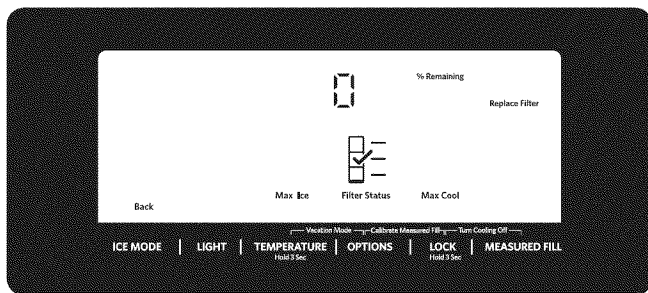 0
% Remaining
Replace Filter
Max Ice Filter Status Max Cool
Back
Vacation Mode Calibrate Measured Fill Turn Cooling Off
ICE MODE | LIGHT | TEMPERATURE | OPTIONS | LOCK | MEASURED FILL
Hold 3 Sec Hold 3 Sec